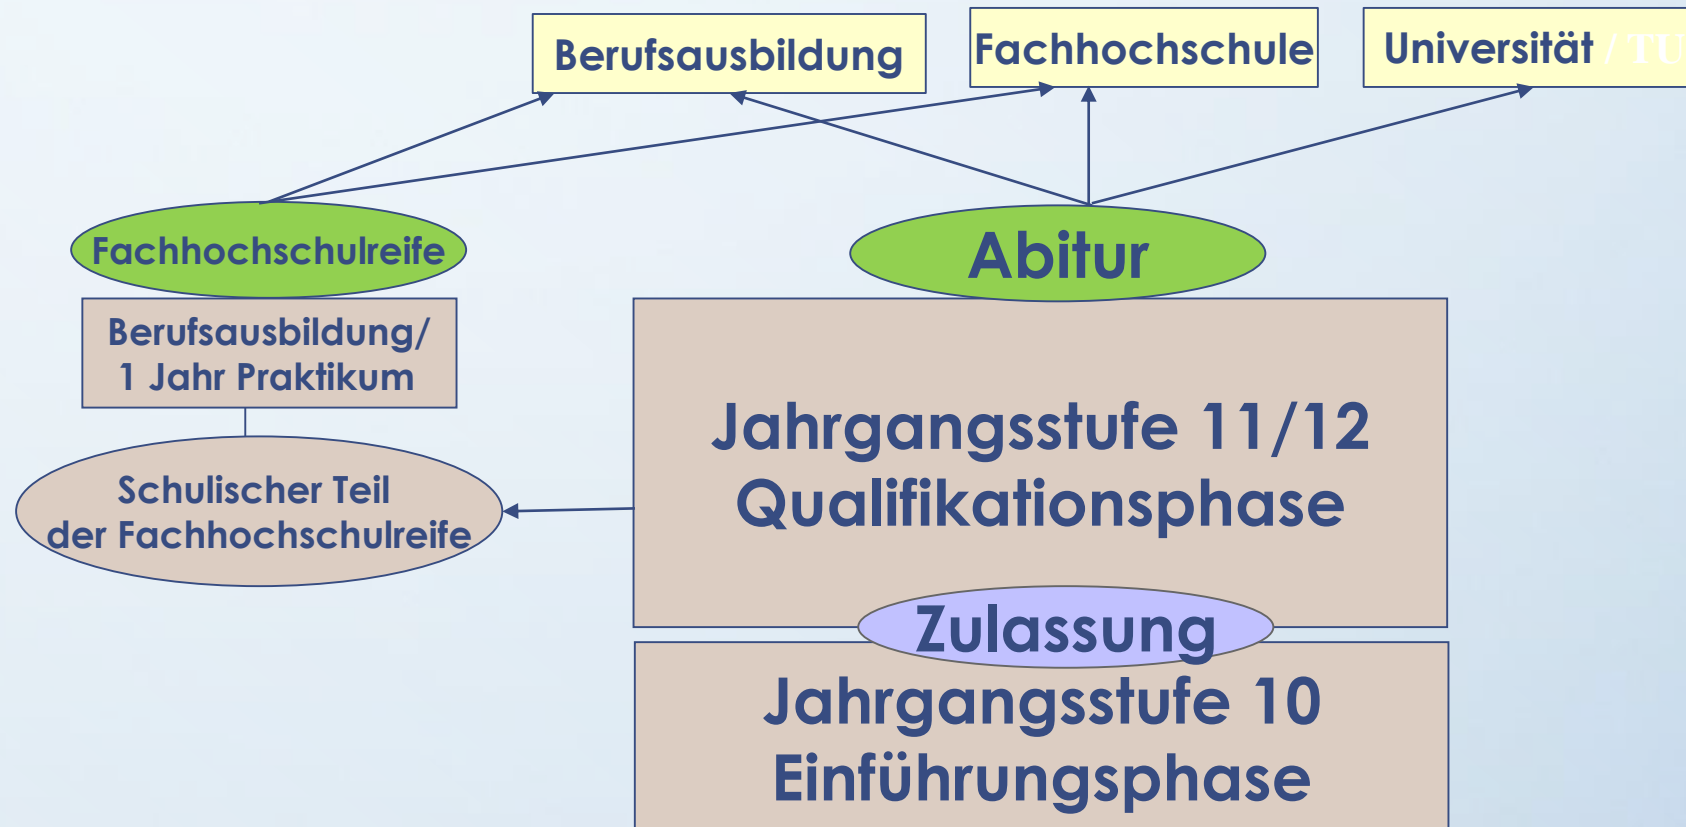 Berufsausbildung
Fachhochschule
Universität / TU
Fachhochschulreife
Abitur
Berufsausbildung/
1 Jahr Praktikum
Jahrgangsstufe 11/12
Qualifikationsphase
Schulischer Teil
der Fachhochschulreife
Zulassung
Jahrgangsstufe 10
Einführungsphase